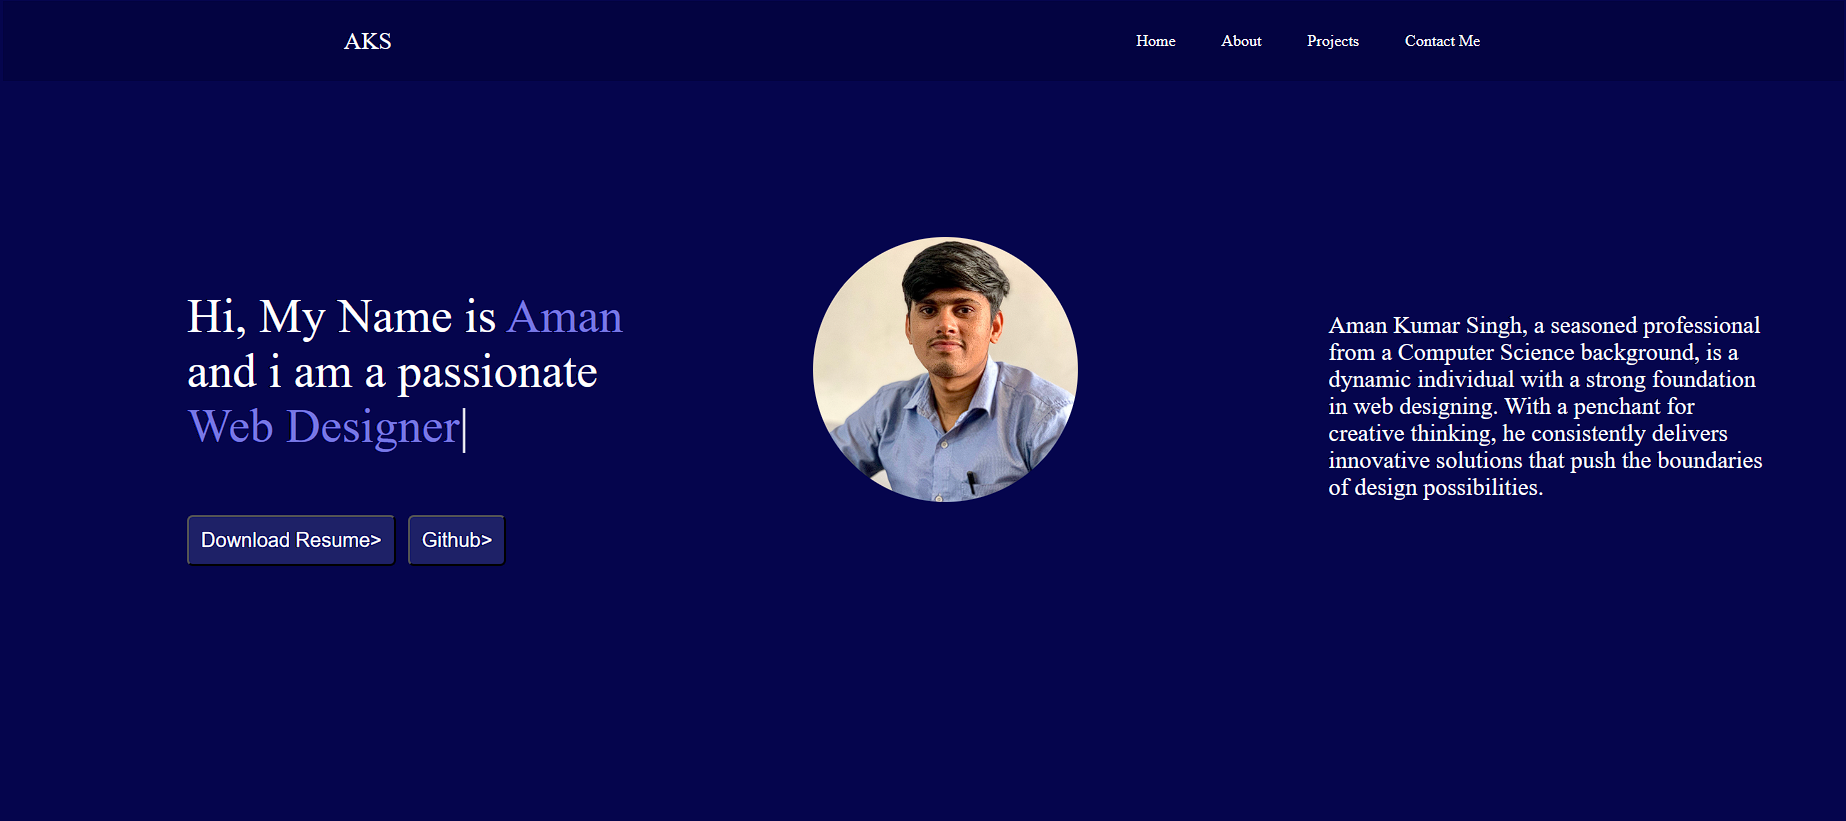 AKS
Home
About
Projects
Contact Me
Hi, My Name is Aman
and i am a passionate
Web Designer|
Download Resume>
Github>
Aman Kumar Singh, a seasoned professional
from a Computer Science background, is a
dynamic individual with a strong foundation
in web designing. With a penchant for
creative thinking, he consistently delivers
innovative solutions that push the boundaries
of design possibilities.